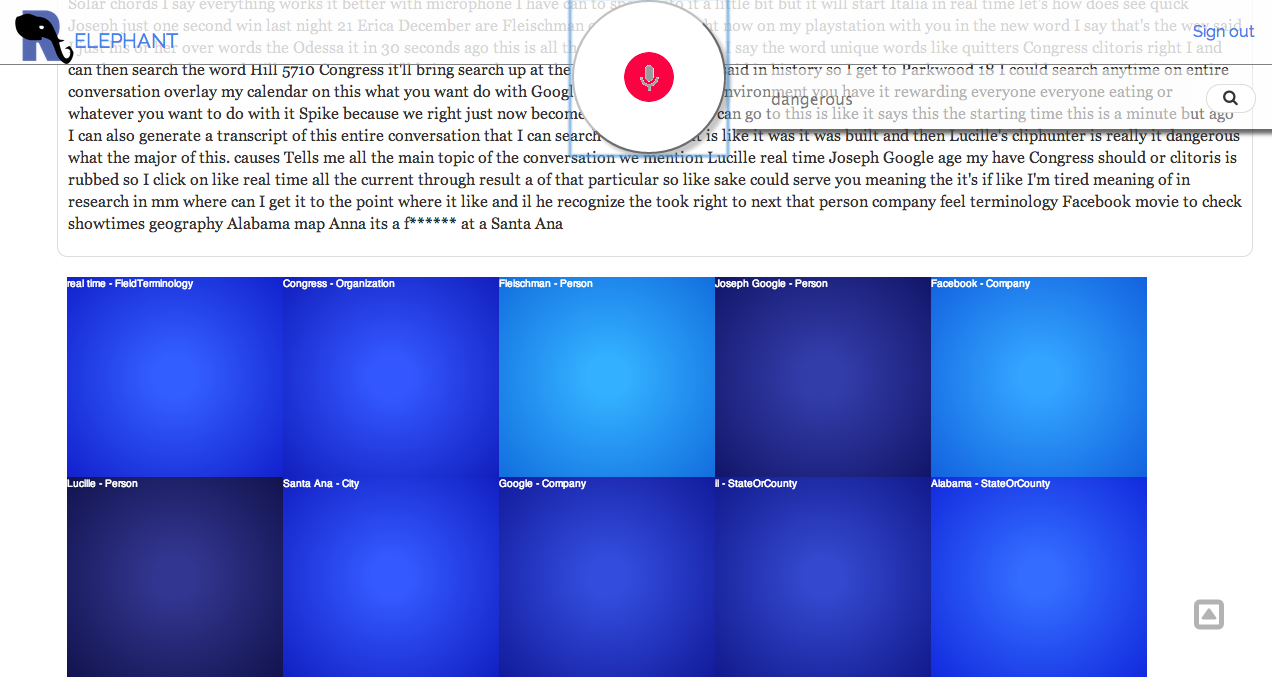 Solar chords I say everything works it better with microphone I have can to it a little bit but it will start Italia in real time let's how does see quick
Joseph just one second win last night 21 Erica December are Fleischman now on my playstation with you in the new word I say that's the way said
over words the Odessa it in 30 seconds ago this is all the word unique words like quitters Congress clitoris right I and
R ELEPHANT
Sign out
can then search the word Hill 5710 Congress it'll bring search up at the said in history so I get to Parkwood 18 I could search anytime on entire
conversation overlay my calendar on this what you want do with Googl environment you have it rewarding everyone everyone eating or
dangerous
whatever you want to do with it Spike because we right just now become can go to this is like it says this the starting time this is a minute but ago
I can also generate a transcript of this entire conversation that I can search is like it was it was built and then Lucille's cliphunter is really it dangerous
what the major of this. causes Tells me all the main topic of the conversation we mention Lucille real time Joseph Google age my have Congress should or clitoris is
rubbed so I click on like real time all the current through result a of that particular so like sake could serve you meaning the it's if like I'm tired meaning of in
research in mm where can I get it to the point where it like and il he recognize the took right to next that person company feel terminology Facebook movie to check
showtimes geography Alabama map Anna its a f****** at a Santa Ana
real time - FieldTerminology
Congress - Organization
Fleischman - Person
Joseph Google - Person
Facebook - Company
Lucille - Person
Santa Ana - City
Google - Company
il - StateOrCounty
Alabama - StateOrCounty